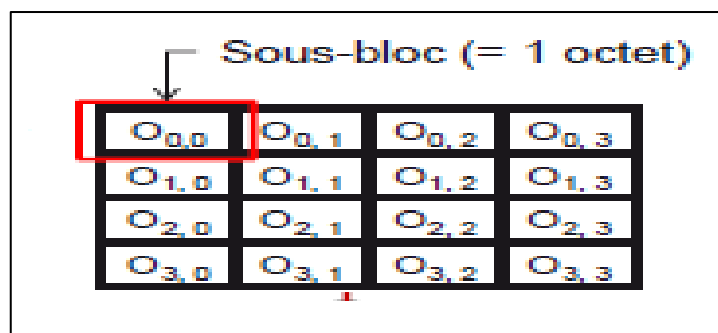 Sous-bloc (= 1 octet)
O0,0 O0, 1 O0, 2 O0, 3
O1, 0 O1, 1 O1, 2 O1, 3
O2, 0 O2, 1 O2, 2 O2, 3
O3, 0 O3, 1 O3, 2 O3, 3